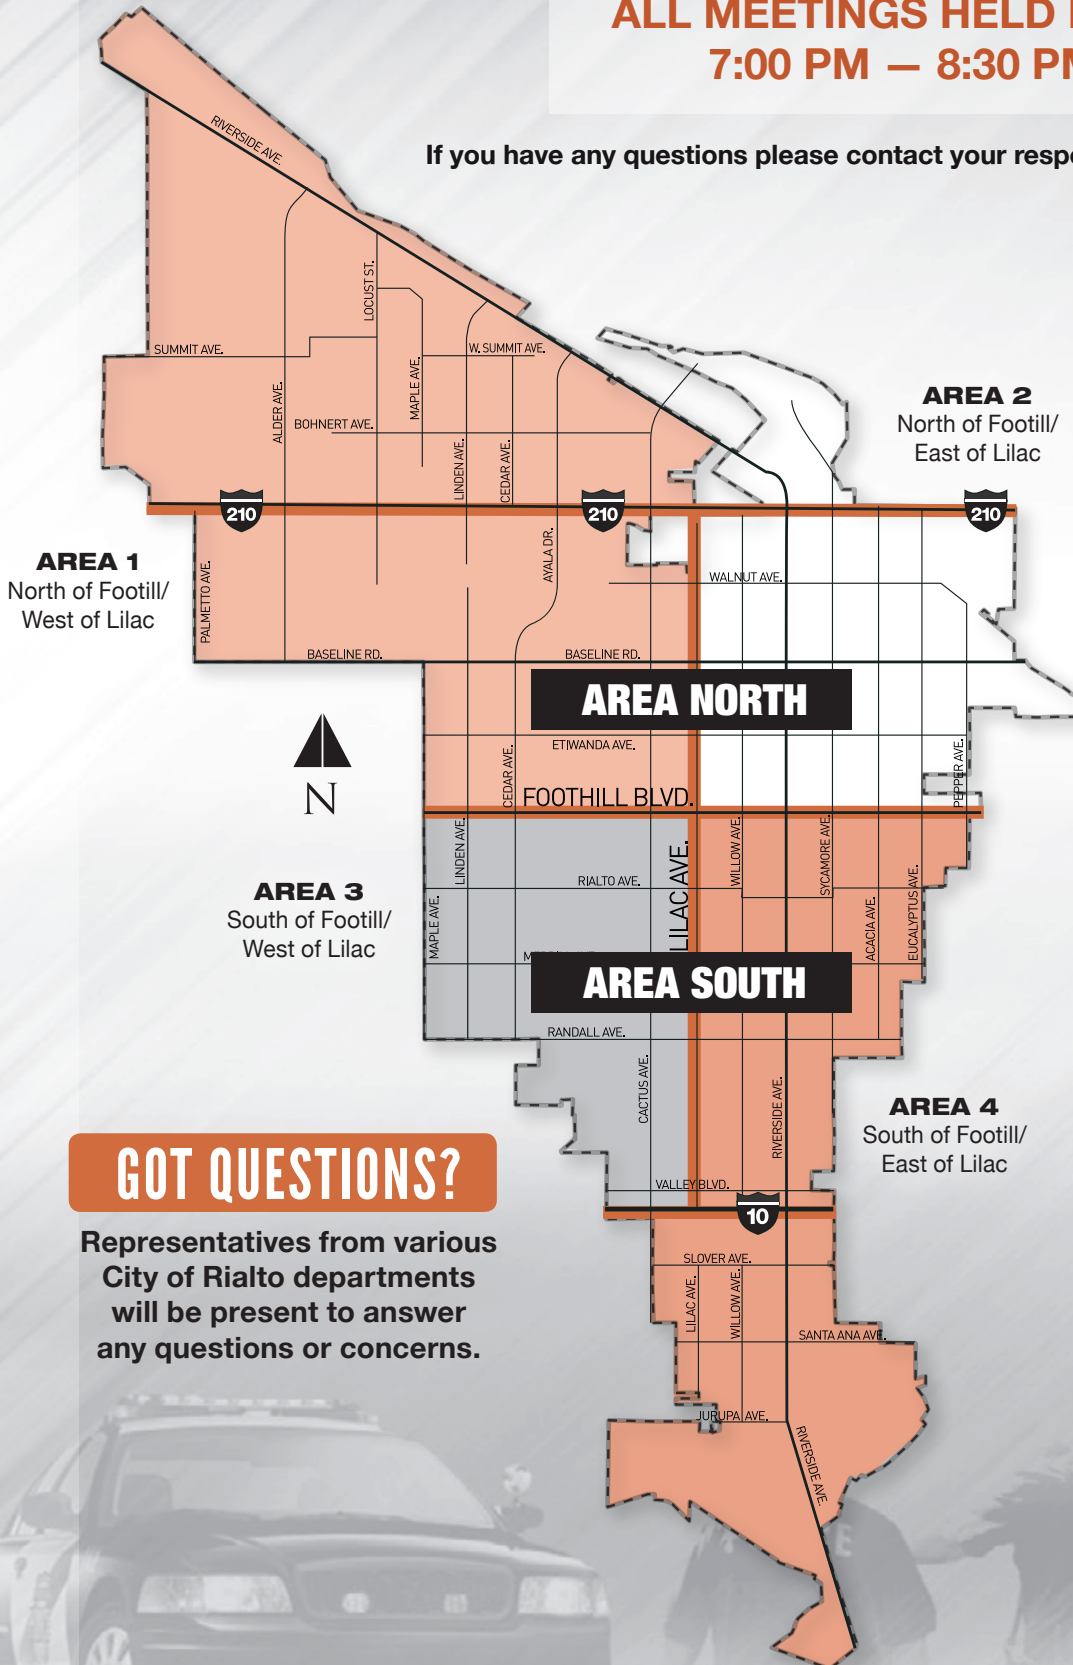 ALL MEETINGS HELD
7:00 PM — 8:30 PM
If you have any questions please contact your
RIVERSIDE AVE.
LOCUST ST.
SUMMIT AVE.
W. SUMMIT AVE.
MAPLE AVE.
ALDER AVE.
BOHNERT AVE.
LINDEN AVE.
CEDAR AVE.
AREA 2
North of Footill/
East of Lilac
210
210
210
AREA 1
North of Footill/
West of Lilac
PALMETTO AVE.
AYALA DR.
WALNUT AVE.
BASELINE RD.
BASELINE RD.
AREA NORTH
N
ETIWANDA AVE.
CEDAR AVE.
PEPPER AVE.
FOOTHILL BLVD.
LINDEN AVE.
LILAC AVE.
WILLOW AVE.
SYCAMORE AVE.
RIALTO AVE.
AREA 3
South of Footill/
West of Lilac
MAPLE AVE.
ACACIA AVE.
EUCALYPTUS AVE.
AREA SOUTH
RANDALL AVE.
CACTUS AVE.
RIVERSIDE AVE.
AREA 4
South of Footill/
East of Lilac
VALLEY BLVD.
10
GOT QUESTIONS?
Representatives from various
City of Rialto departments
will be present to answer
any questions or concerns.
SLOVER AVE.
LILAC AVE.
WILLOW AVE.
SANTA ANA AVE.
JURUPA AVE.
RIVERSIDE AVE.